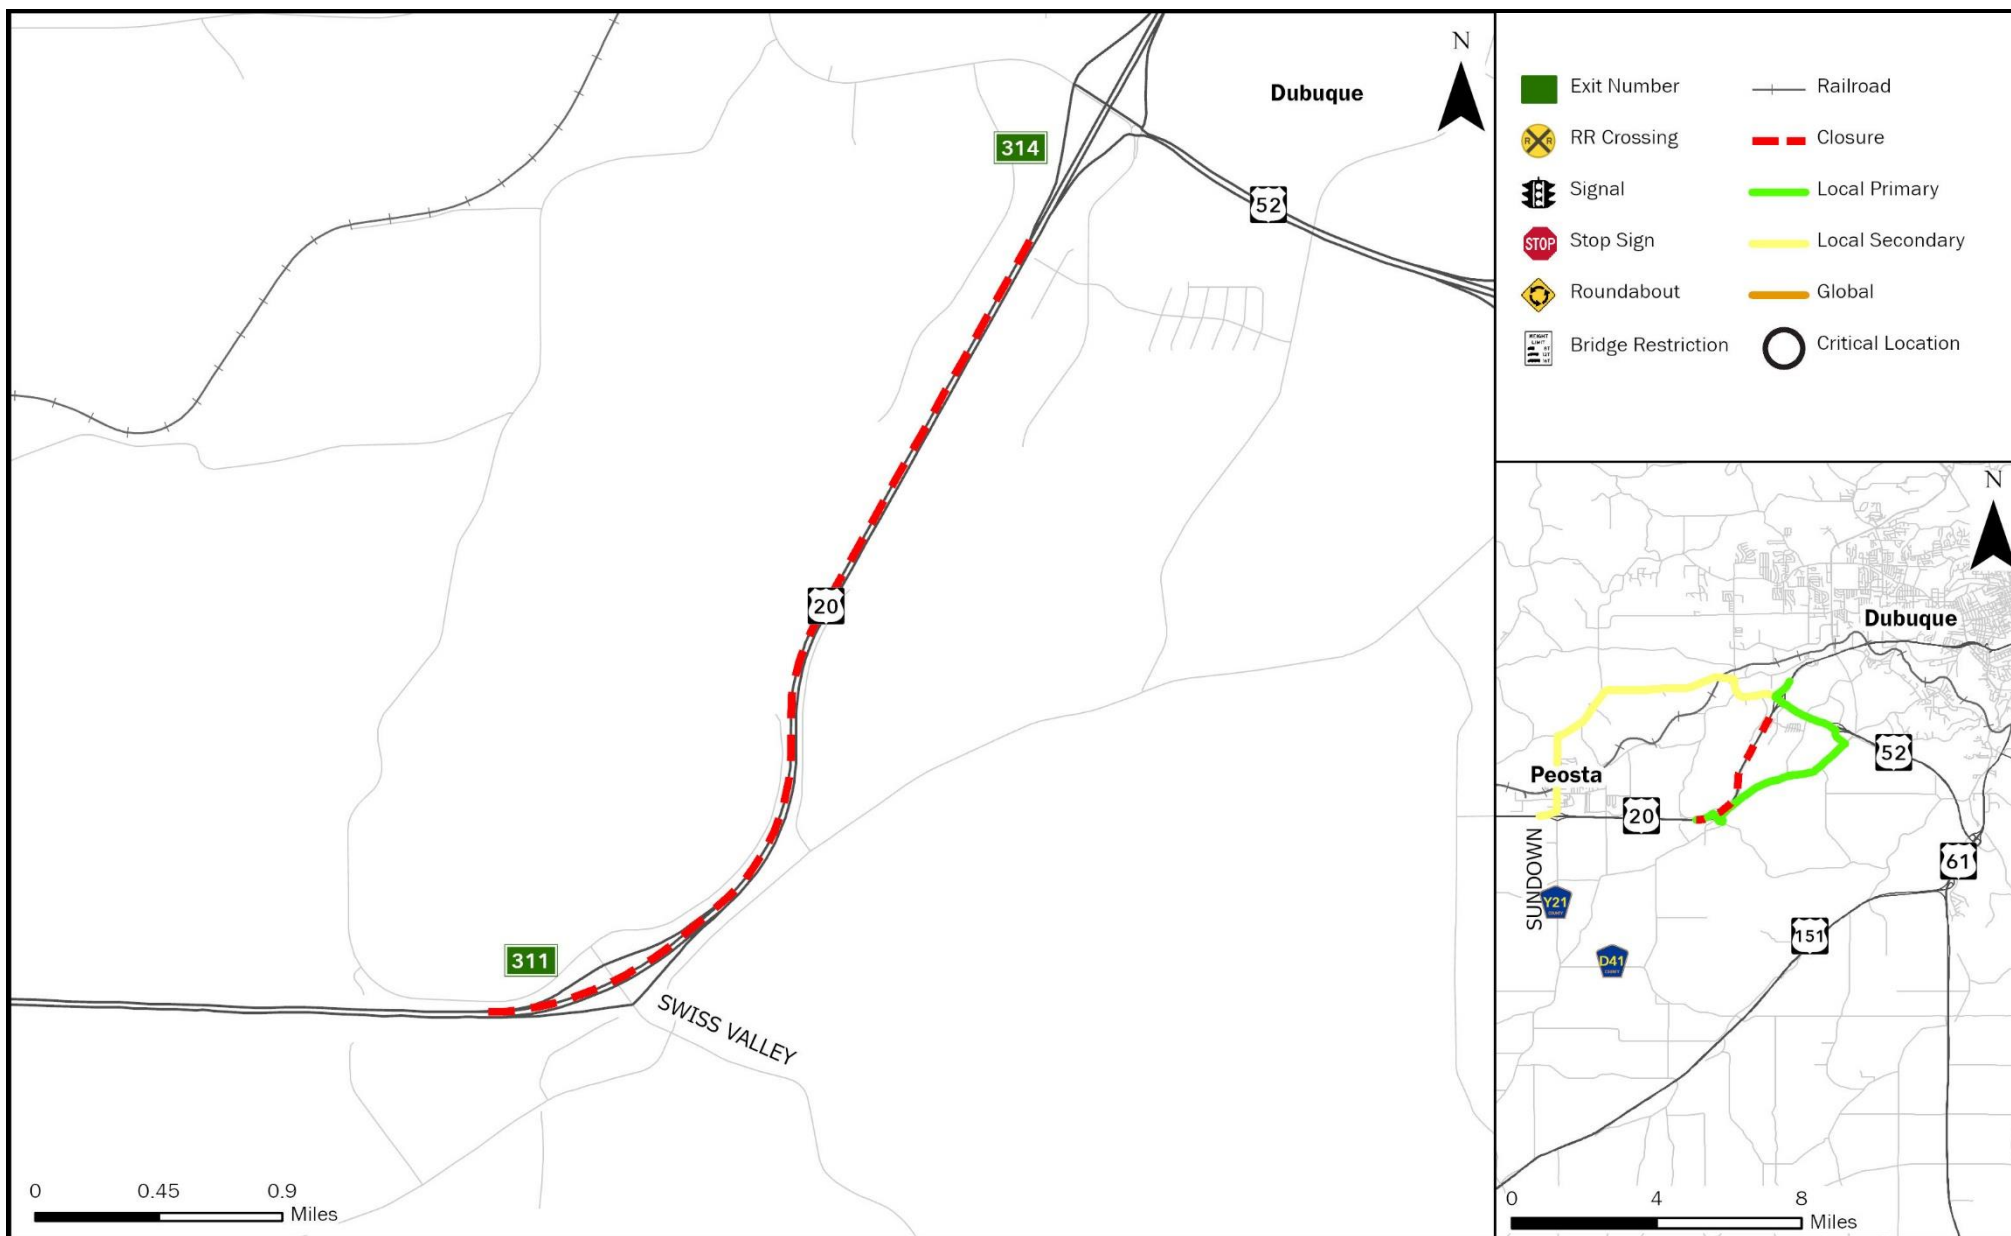 N
Dubuque
314
52
20
311
SWISS VALLEY
0 0.45 0.9
Miles
Exit Number
Railroad
RR Crossing
Closure
Signal
Local Primary
STOP
Stop Sign
Local Secondary
Roundabout
Global
Bridge Restriction
Critical Location
N
Dubuque
52
Peosta
20
61
SUNDOWN
Y21
151
D41
0 4 8
Miles